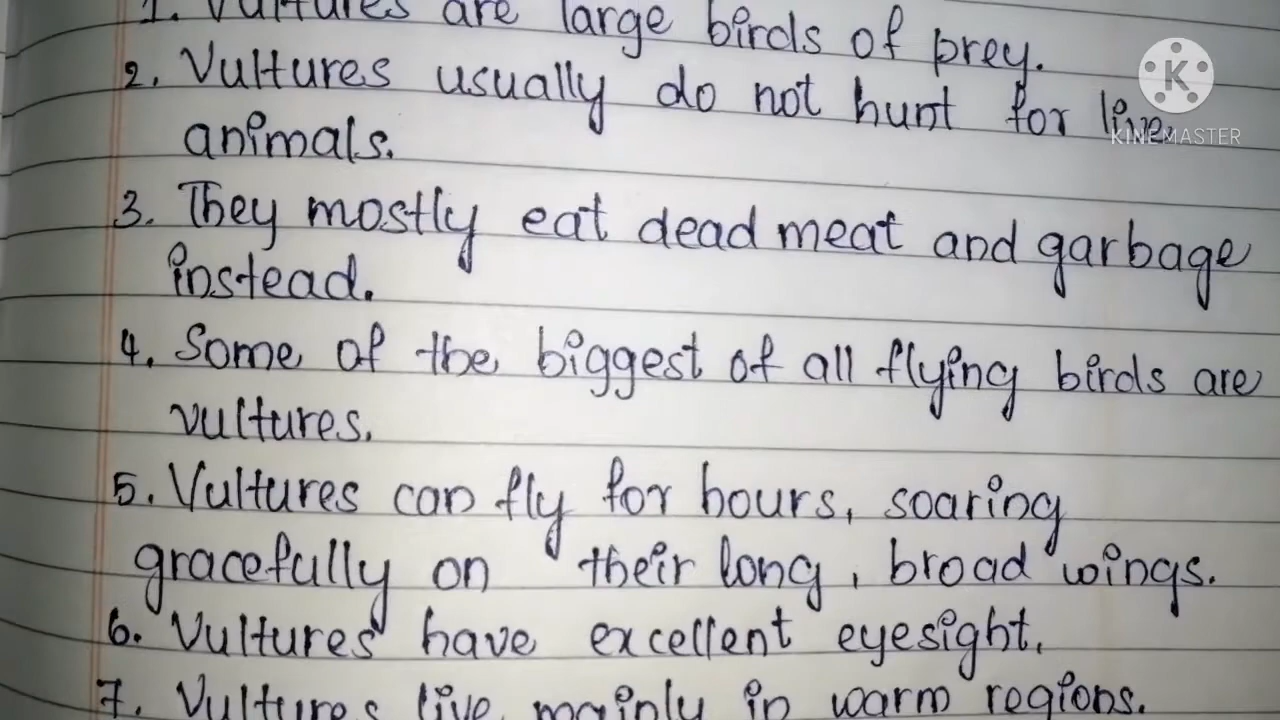 1. Vultures are large birds of prey.
2. Vultures usually do not hunt for live
animals.
3. They mostly eat dead meat and garbage
instead.
4. Some of the biggest of all flying birds are
vultures.
5. Vultures can fly for hours, soaring
gracefully on their long, broad wings.
6. Vultures have excellent eyesight.
7. Vultures live mainly in warm regions.
K
KINEMASTER